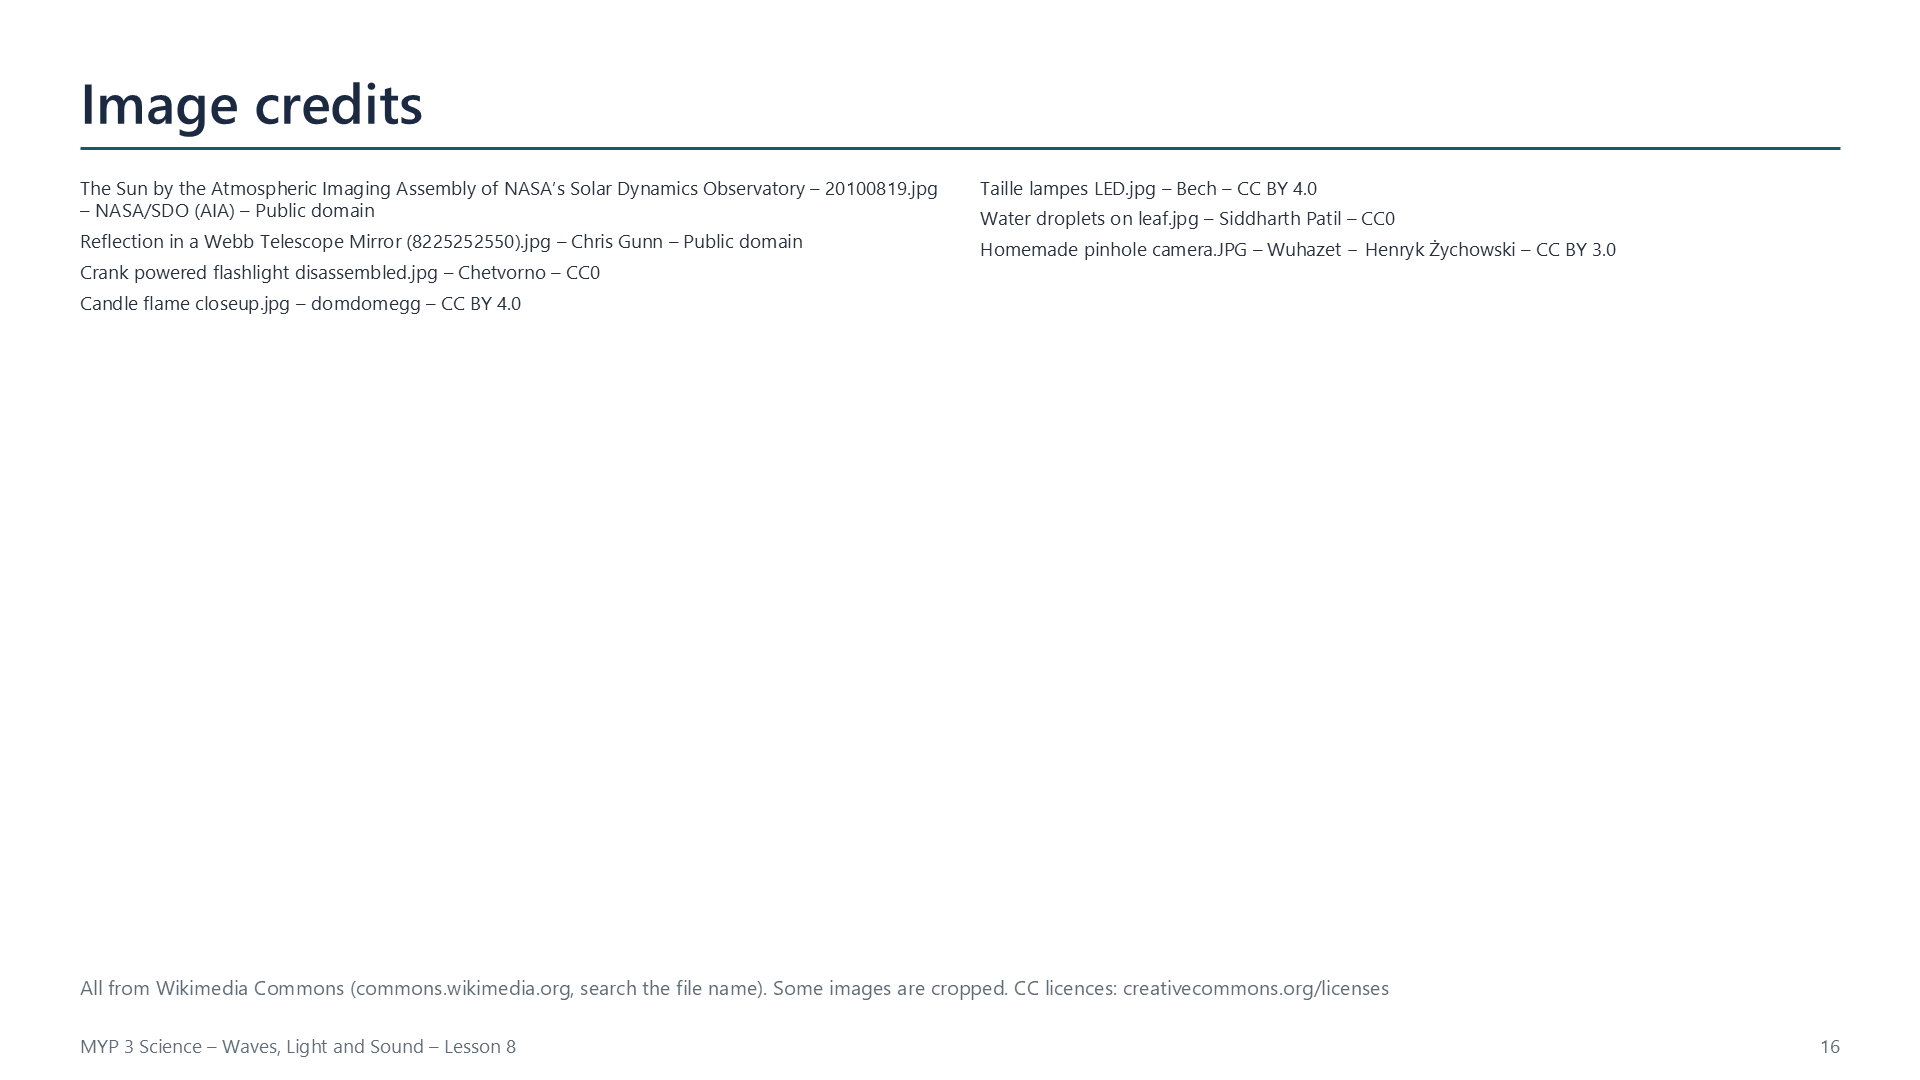 Image credits
The Sun by the Atmospheric Imaging Assembly of NASA’s Solar Dynamics Observatory – 20100819.jpg
– NASA/SDO (AIA) – Public domain
Reflection in a Webb Telescope Mirror (8225252550).jpg – Chris Gunn – Public domain
Crank powered flashlight disassembled.jpg – Chetvorno – CC0
Candle flame closeup.jpg – domdomegg – CC BY 4.0
Taille lampes LED.jpg – Bech – CC BY 4.0
Water droplets on leaf.jpg – Siddharth Patil – CC0
Homemade pinhole camera.JPG – Wuhazet – Henryk Żychowski – CC BY 3.0
All from Wikimedia Commons (commons.wikimedia.org, search the file name). Some images are cropped. CC licences: creativecommons.org/licenses
MYP 3 Science – Waves, Light and Sound – Lesson 8
16